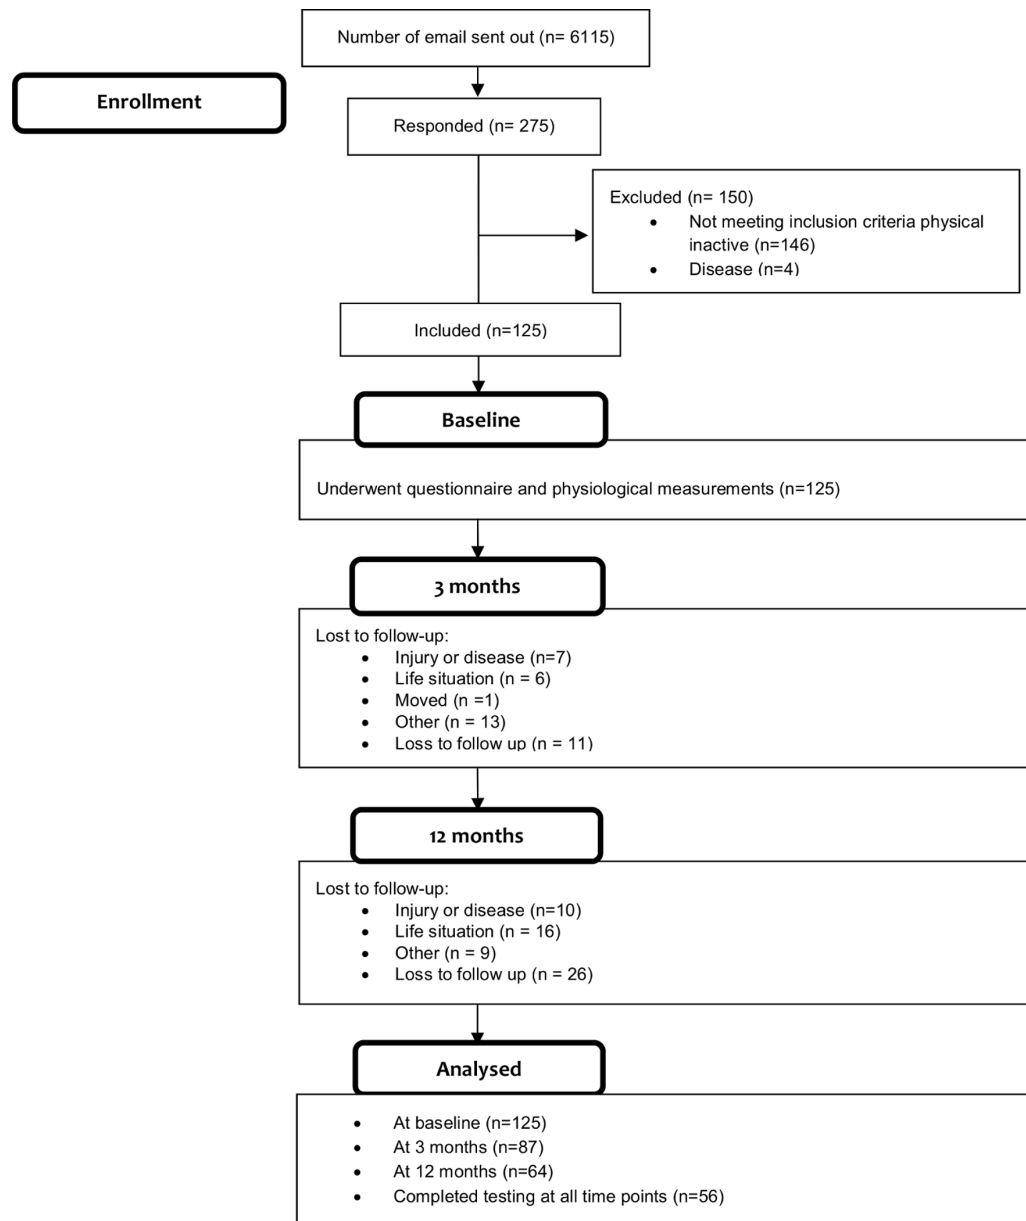 Number of email sent out (n= 6115)
Enrollment
Responded (n= 275)
Excluded (n= 150)
• Not meeting inclusion criteria physical
inactive (n=146)
• Disease (n=4)
Included (n=125)
Baseline
Underwent questionnaire and physiological measurements (n=125)
3 months
Lost to follow-up:
• Injury or disease (n=7)
• Life situation (n = 6)
• Moved (n =1)
• Other (n = 13)
• Loss to follow up (n = 11)
12 months
Lost to follow-up:
• Injury or disease (n=10)
• Life situation (n = 16)
• Other (n = 9)
• Loss to follow up (n = 26)
Analysed
• At baseline (n=125)
• At 3 months (n=87)
• At 12 months (n=64)
• Completed testing at all time points (n=56)